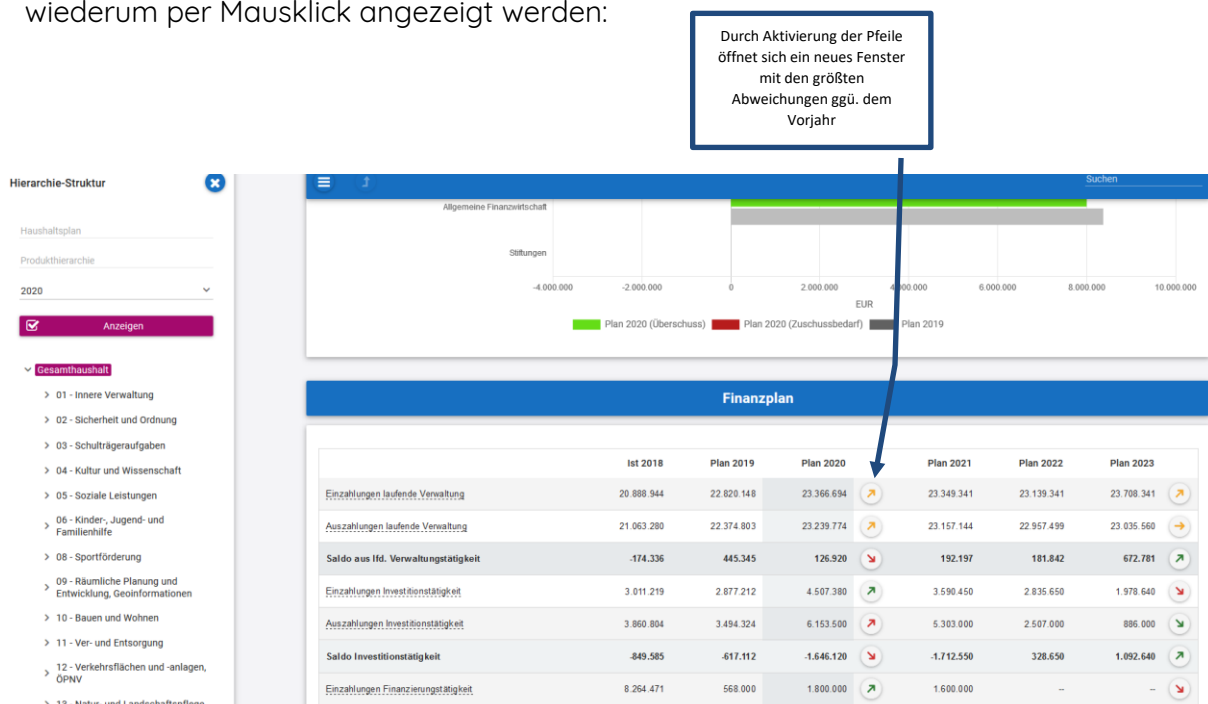 wiederum per Mausklick angezeigt werden:
Durch Aktivierung der Pfeile
öffnet sich ein neues Fenster
mit den größten
Abweichungen ggü. dem
Vorjahr
Hierarchie-Struktur
Haushaltsplan
Produkthierarchie
2020
Anzeigen
Gesamthaushalt
01 - Innere Verwaltung
02 - Sicherheit und Ordnung
03 - Schulträgeraufgaben
04 - Kultur und Wissenschaft
05 - Soziale Leistungen
06 - Kinder-, Jugend- und
Familienhilfe
08 - Sportförderung
09 - Räumliche Planung und
Entwicklung, Geoinformationen
10 - Bauen und Wohnen
11 - Ver- und Entsorgung
12 - Verkehrsflächen und -anlagen,
ÖPNV
13 - Natur- und Landschaftspflege
Suchen
Allgemeine Finanzwirtschaft
Stiftungen
-4.000.000 -2.000.000 0 2.000.000 4.000.000 6.000.000 8.000.000 10.000.000
EUR
Plan 2020 (Überschuss) Plan 2020 (Zuschussbedarf) Plan 2019
Finanzplan
Ist 2018 Plan 2019 Plan 2020 Plan 2021 Plan 2022 Plan 2023
Einzahlungen laufende Verwaltung 20.888.944 22.820.148 23.366.694 23.349.341 23.139.341 23.708.341
Auszahlungen laufende Verwaltung 21.063.280 22.374.803 23.239.774 23.157.144 22.957.499 23.035.560
Saldo aus lfd. Verwaltungstätigkeit -174.336 445.345 126.920 192.197 181.842 672.781
Einzahlungen Investitionstätigkeit 3.011.219 2.877.212 4.507.380 3.590.450 2.835.650 1.978.640
Auszahlungen Investitionstätigkeit 3.860.804 3.494.324 6.153.500 5.303.000 2.507.000 886.000
Saldo Investitionstätigkeit -849.585 -617.112 -1.646.120 -1.712.550 328.650 1.092.640
Einzahlungen Finanzierungstätigkeit 8.264.471 568.000 1.800.000 1.600.000 – –